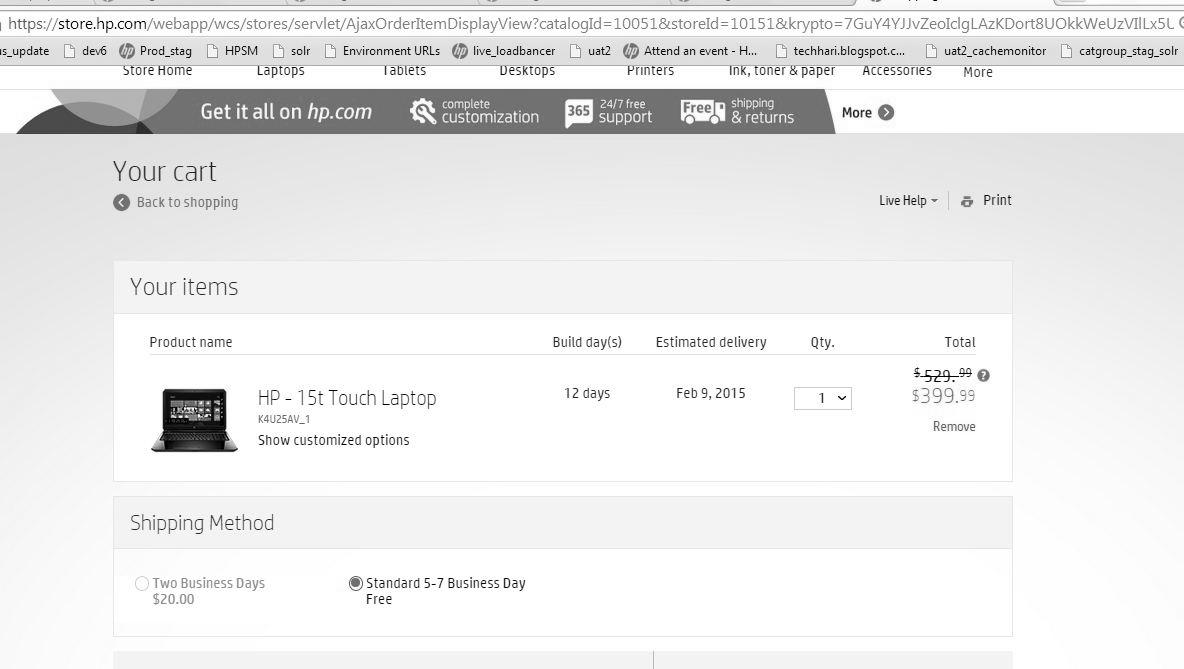 https://store.hp.com/webapp/wcs/stores/servlet/AjaxOrderItemDisplayView?catalogId=10051&storeId=10151&krypto=7GuY4YJJvZeoIclgLAzKDort8UOkkWeUzVIlLx5U
us_update dev6 Prod_stag HPSM solr Environment URLs live_loadbancer uat2 Attend an event - H... techhari.blogspot.c... uat2_cachemonitor catgroup_stag_solr
Store Home Laptops Tablets Desktops Printers Ink, toner & paper Accessories More
Get it all on hp.com complete customization 365 24/7 free support Free shipping & returns More
Your cart
Back to shopping
Live Help Print
Your items
Product name Build day(s) Estimated delivery Qty. Total
$529.99 ?
HP - 15t Touch Laptop 12 days Feb 9, 2015 1 $399.99
K4U25AV_1
Remove
Show customized options
Shipping Method
Two Business Days Standard 5-7 Business Day
$20.00 Free